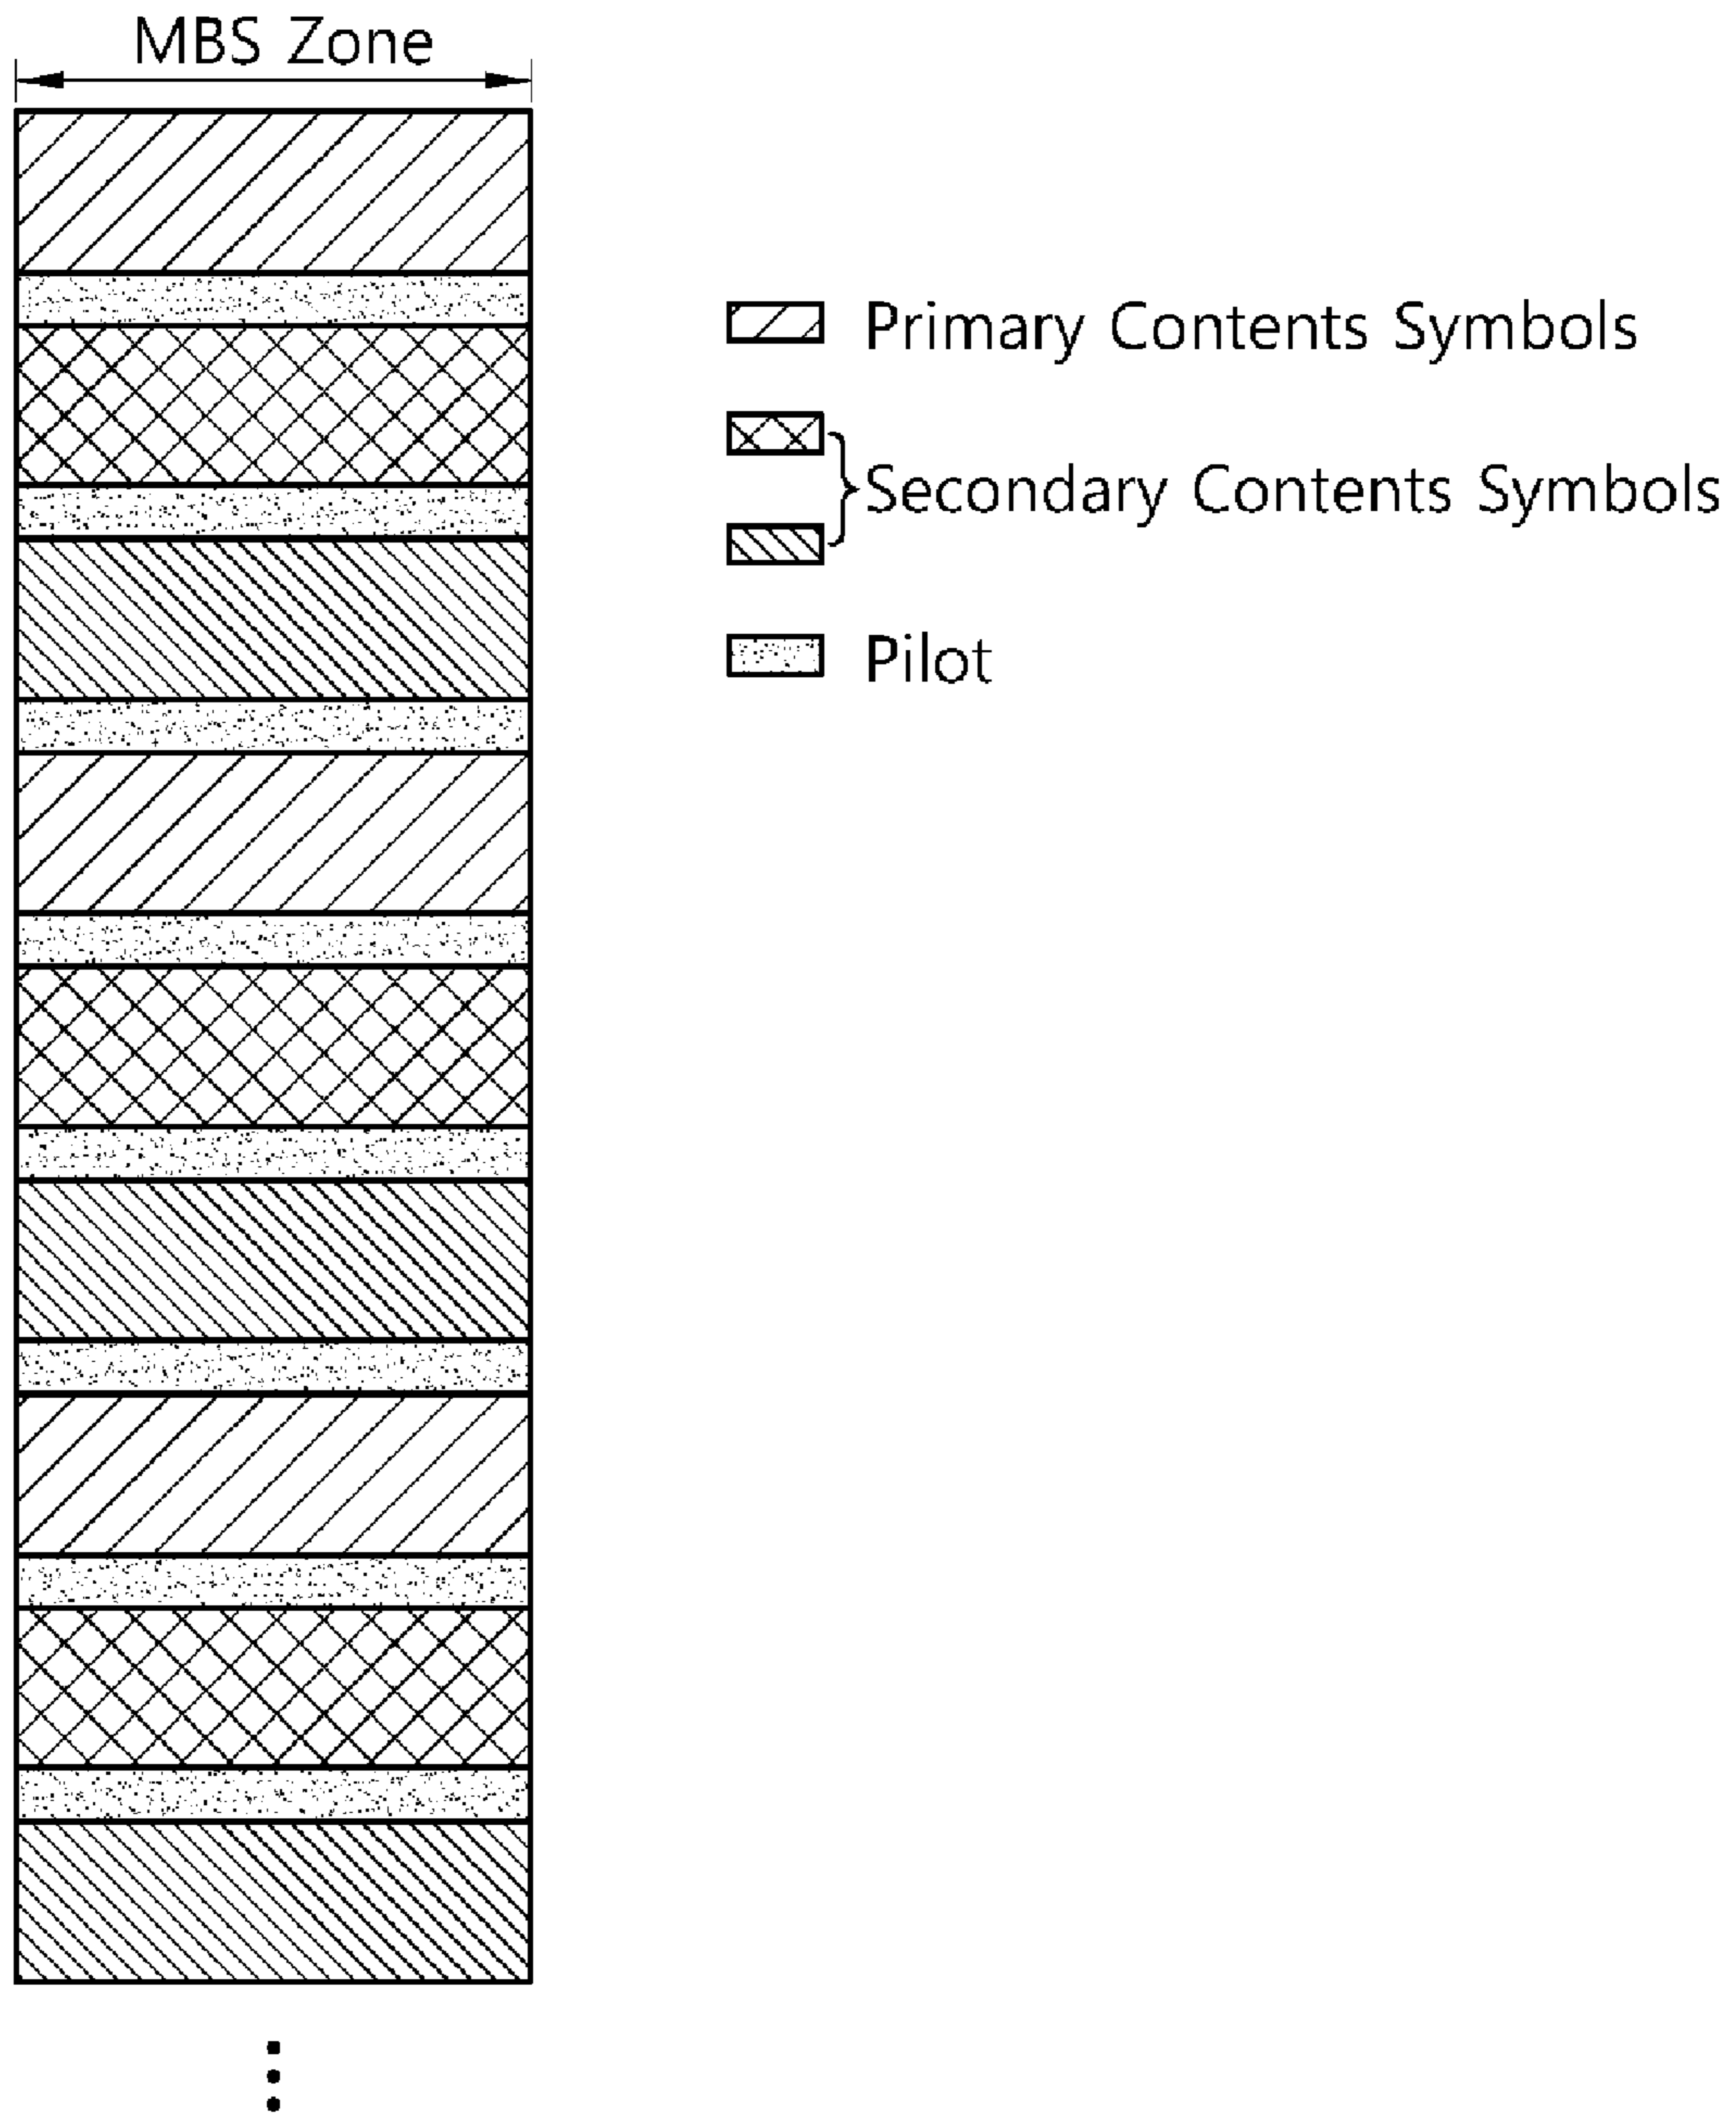 MBS Zone
Primary Contents Symbols
Secondary Contents Symbols
Pilot